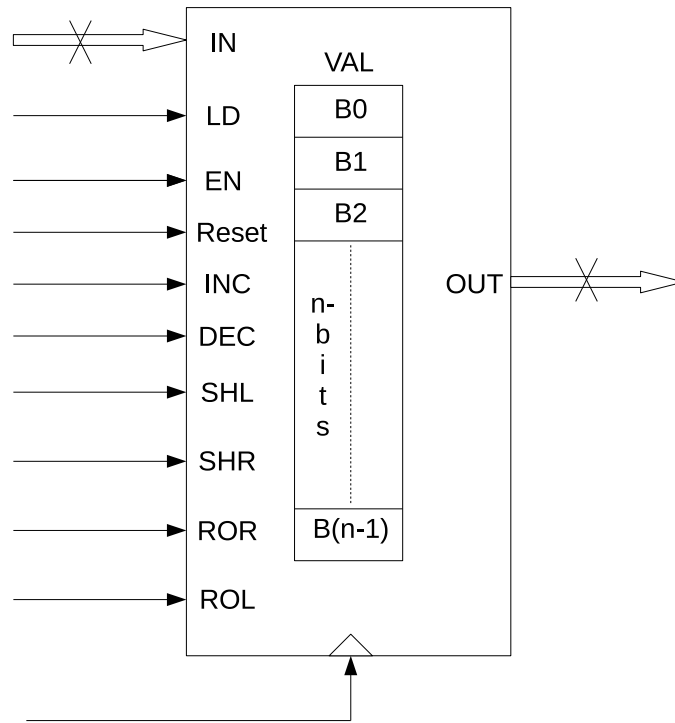 IN
LD
EN
Reset
INC
DEC
SHL
SHR
ROR
ROL
VAL
B0
B1
B2
n-
b
i
t
s
B(n-1)
OUT